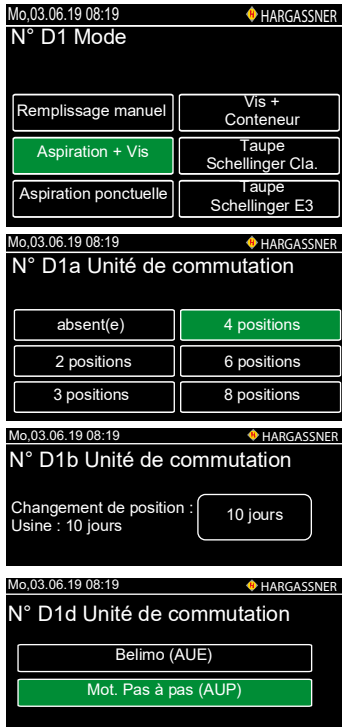 Mo,03.06.19 08:19 HARGASSNER
N° D1 Mode
Remplissage manuel
Vis +
Conteneur
Aspiration + Vis
Taupe
Schellinger Cla.
Aspiration ponctuelle
Taupe
Schellinger E3
Mo,03.06.19 08:19 HARGASSNER
N° D1a Unité de commutation
absent(e)
4 positions
2 positions
6 positions
3 positions
8 positions
Mo,03.06.19 08:19 HARGASSNER
N° D1b Unité de commutation
Changement de position :
Usine : 10 jours
10 jours
Mo,03.06.19 08:19 HARGASSNER
N° D1d Unité de commutation
Belimo (AUE)
Mot. Pas à pas (AUP)